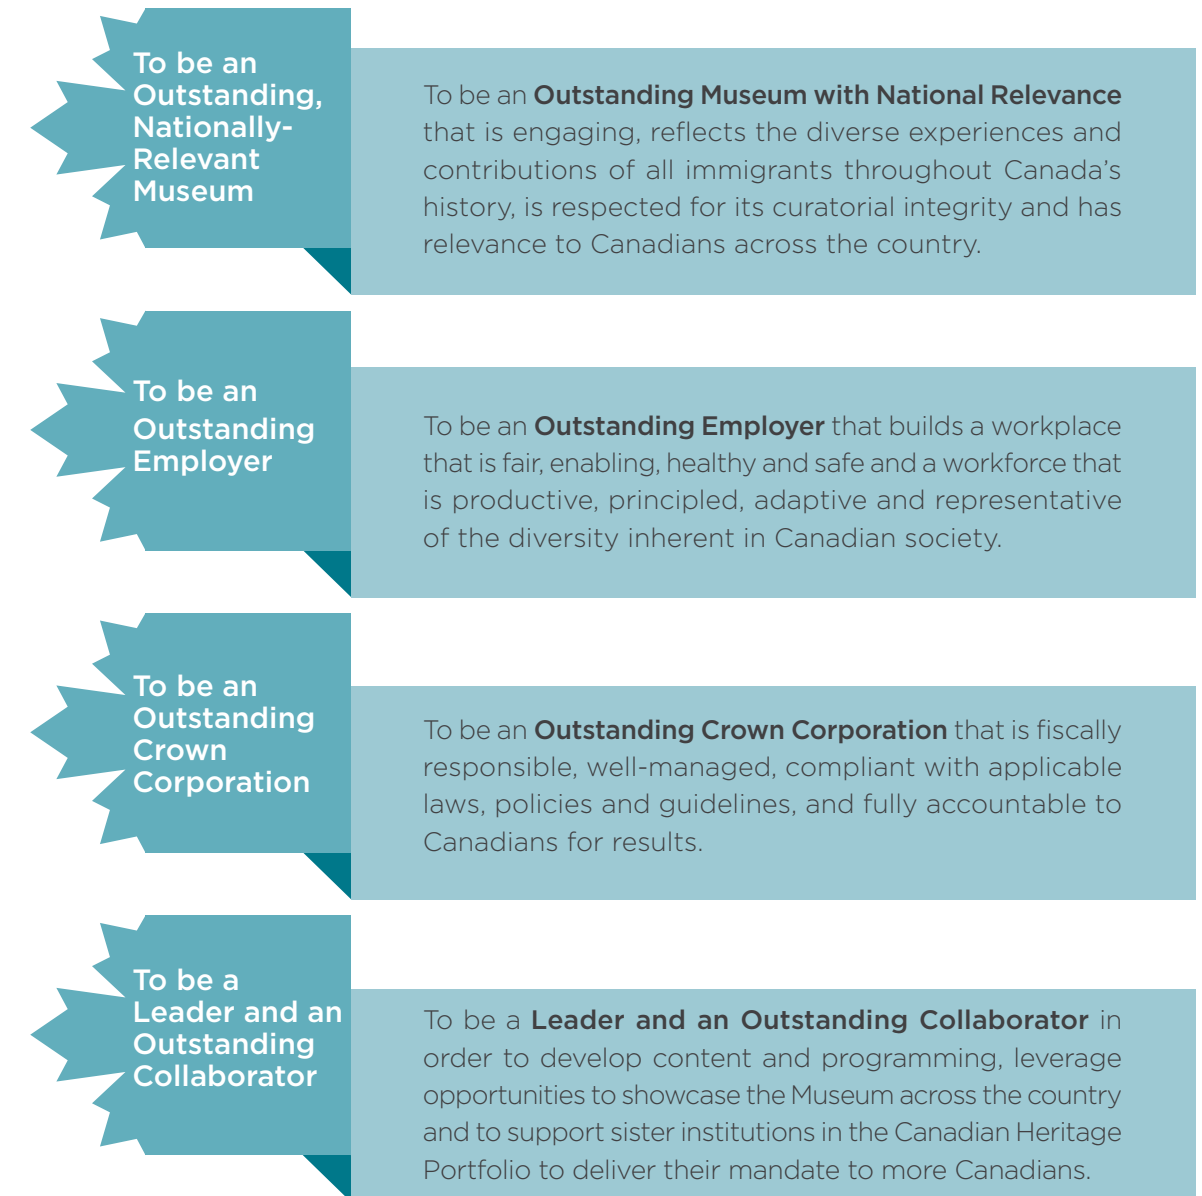 To be an
Outstanding,
Nationally-
Relevant
Museum
To be an Outstanding Museum with National Relevance
that is engaging, reflects the diverse experiences and
contributions of all immigrants throughout Canada’s
history, is respected for its curatorial integrity and has
relevance to Canadians across the country.
To be an
Outstanding
Employer
To be an Outstanding Employer that builds a workplace
that is fair, enabling, healthy and safe and a workforce that
is productive, principled, adaptive and representative
of the diversity inherent in Canadian society.
To be an
Outstanding
Crown
Corporation
To be an Outstanding Crown Corporation that is fiscally
responsible, well-managed, compliant with applicable
laws, policies and guidelines, and fully accountable to
Canadians for results.
To be a
Leader and an
Outstanding
Collaborator
To be a Leader and an Outstanding Collaborator in
order to develop content and programming, leverage
opportunities to showcase the Museum across the country
and to support sister institutions in the Canadian Heritage
Portfolio to deliver their mandate to more Canadians.